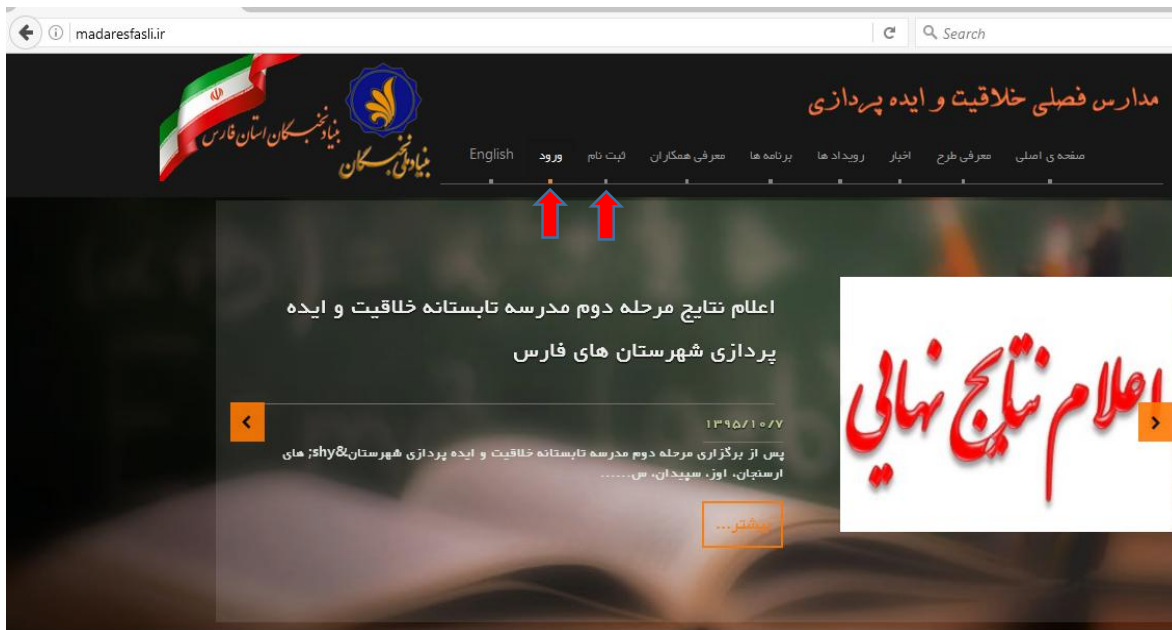 madaresfasli.ir
Search
مدارس فصلی خلاقیت و ایده پردازی
بنیاد نخبگان استان فارس
بنیاد ملی نخبگان
صفحه ی اصلی معرفی طرح اخبار رویداد ها برنامه ها معرفی همکاران ثبت نام ورود English
اعلام نتایج مرحله دوم مدرسه تابستانه خلاقیت و ایده
پردازی شهرستان های فارس
۱۳۹۵/۱۰/۷
پس از برگزاری مرحله دوم مدرسه تابستانه خلاقیت و ایده پردازی شهرستان&shy; های
ارسنجان، اوز، سپیدان، س......
بیشتر...
اعلام نتایج نهایی